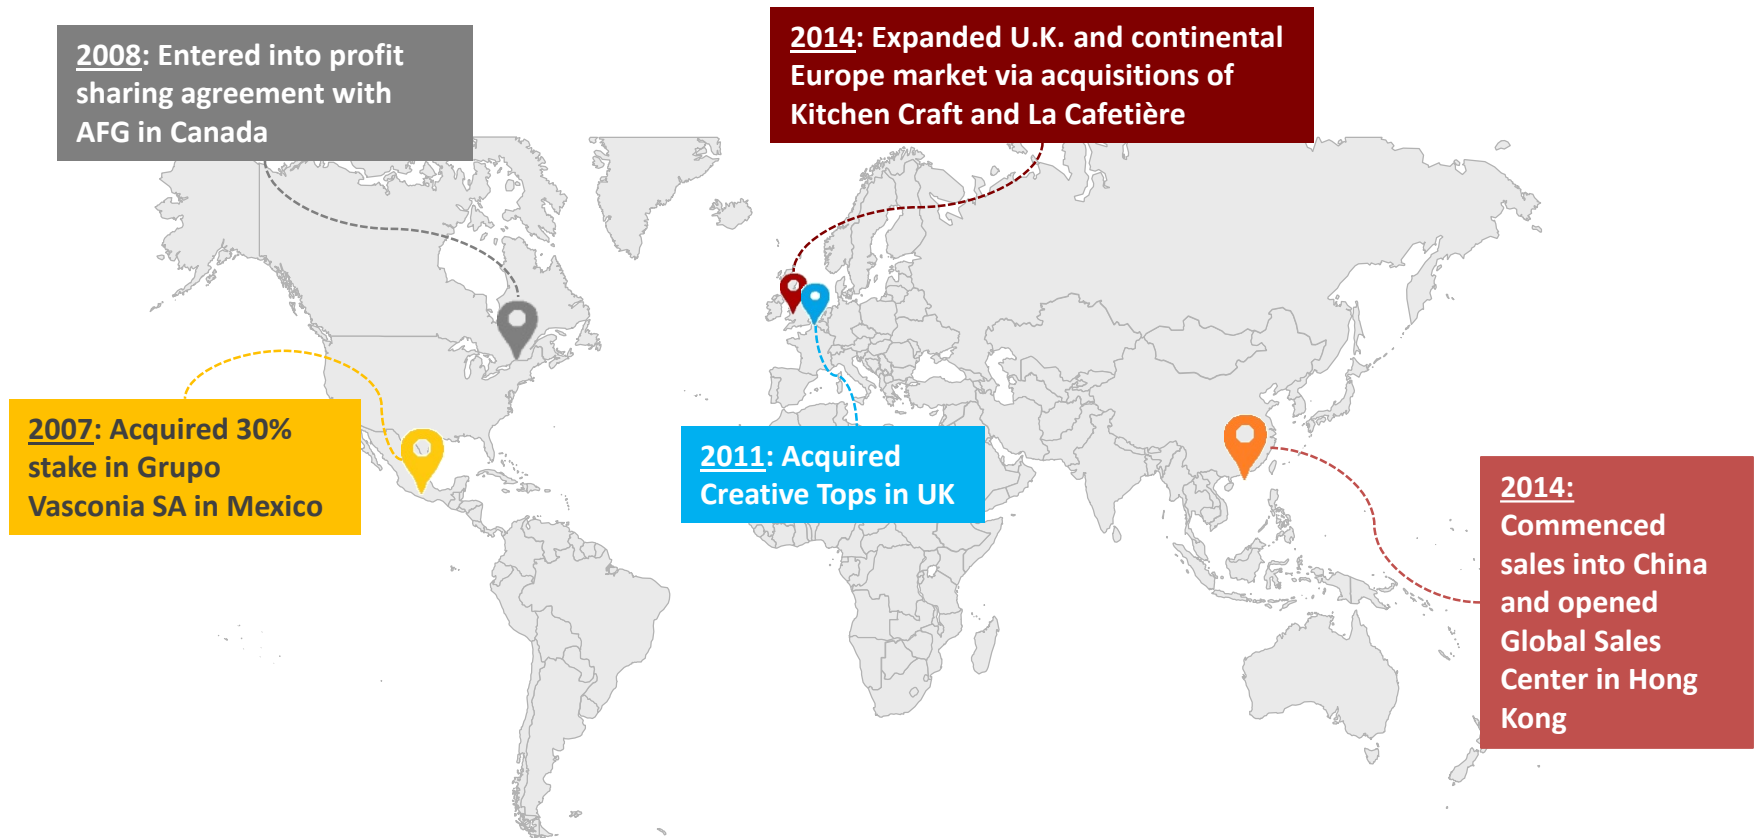 2008: Entered into profit
sharing agreement with
AFG in Canada
2014: Expanded U.K. and continental
Europe market via acquisitions of
Kitchen Craft and La Cafetière
2007: Acquired 30%
stake in Grupo
Vasconia SA in Mexico
2011: Acquired
Creative Tops in UK
2014:
Commenced
sales into China
and opened
Global Sales
Center in Hong
Kong